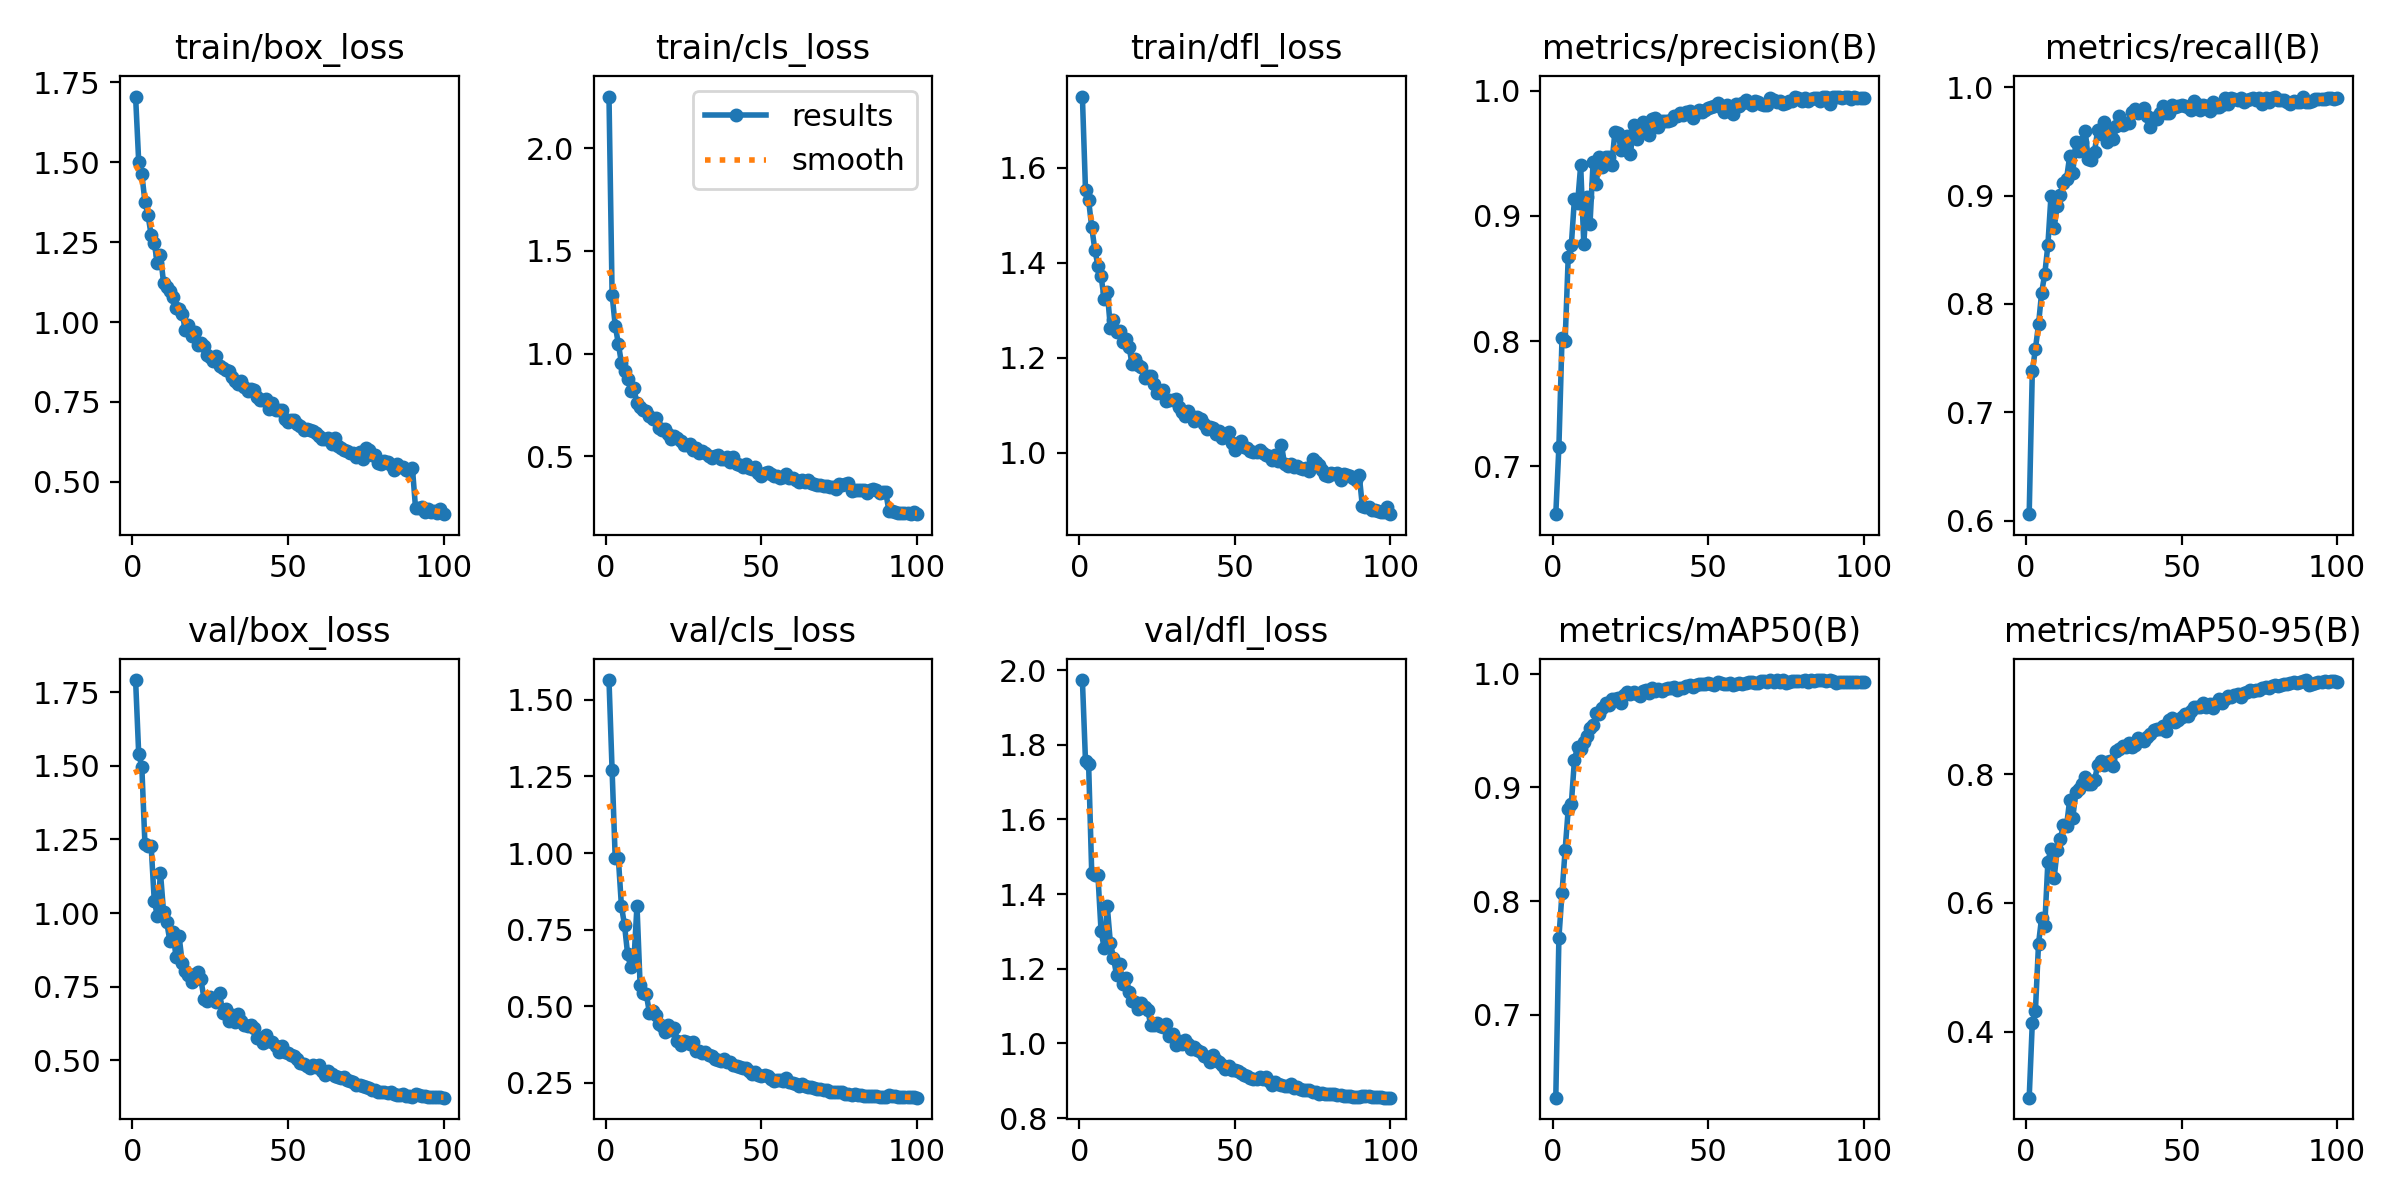 train/box_loss
1.75
1.50
1.25
1.00
0.75
0.50
0 50 100
train/cls_loss
results
smooth
2.0
1.5
1.0
0.5
0 50 100
train/dfl_loss
1.6
1.4
1.2
1.0
0 50 100
metrics/precision(B)
1.0
0.9
0.8
0.7
0 50 100
metrics/recall(B)
1.0
0.9
0.8
0.7
0.6
0 50 100
val/box_loss
1.75
1.50
1.25
1.00
0.75
0.50
0 50 100
val/cls_loss
1.50
1.25
1.00
0.75
0.50
0.25
0 50 100
val/dfl_loss
2.0
1.8
1.6
1.4
1.2
1.0
0.8
0 50 100
metrics/mAP50(B)
1.0
0.9
0.8
0.7
0 50 100
metrics/mAP50-95(B)
0.8
0.6
0.4
0 50 100